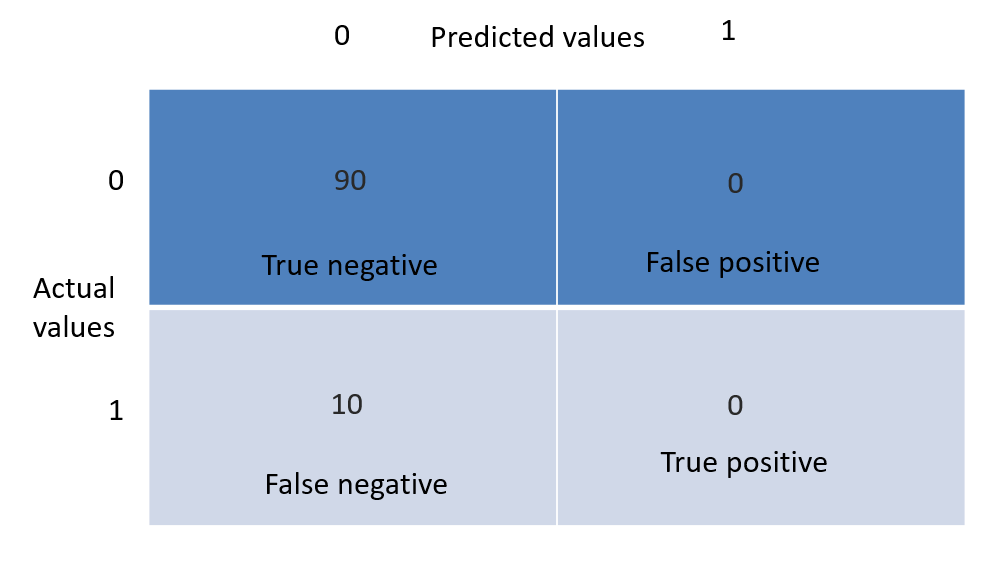 0 Predicted values 1
0 90 0
True negative False positive
Actual
values
1 10 0
True positive
False negative